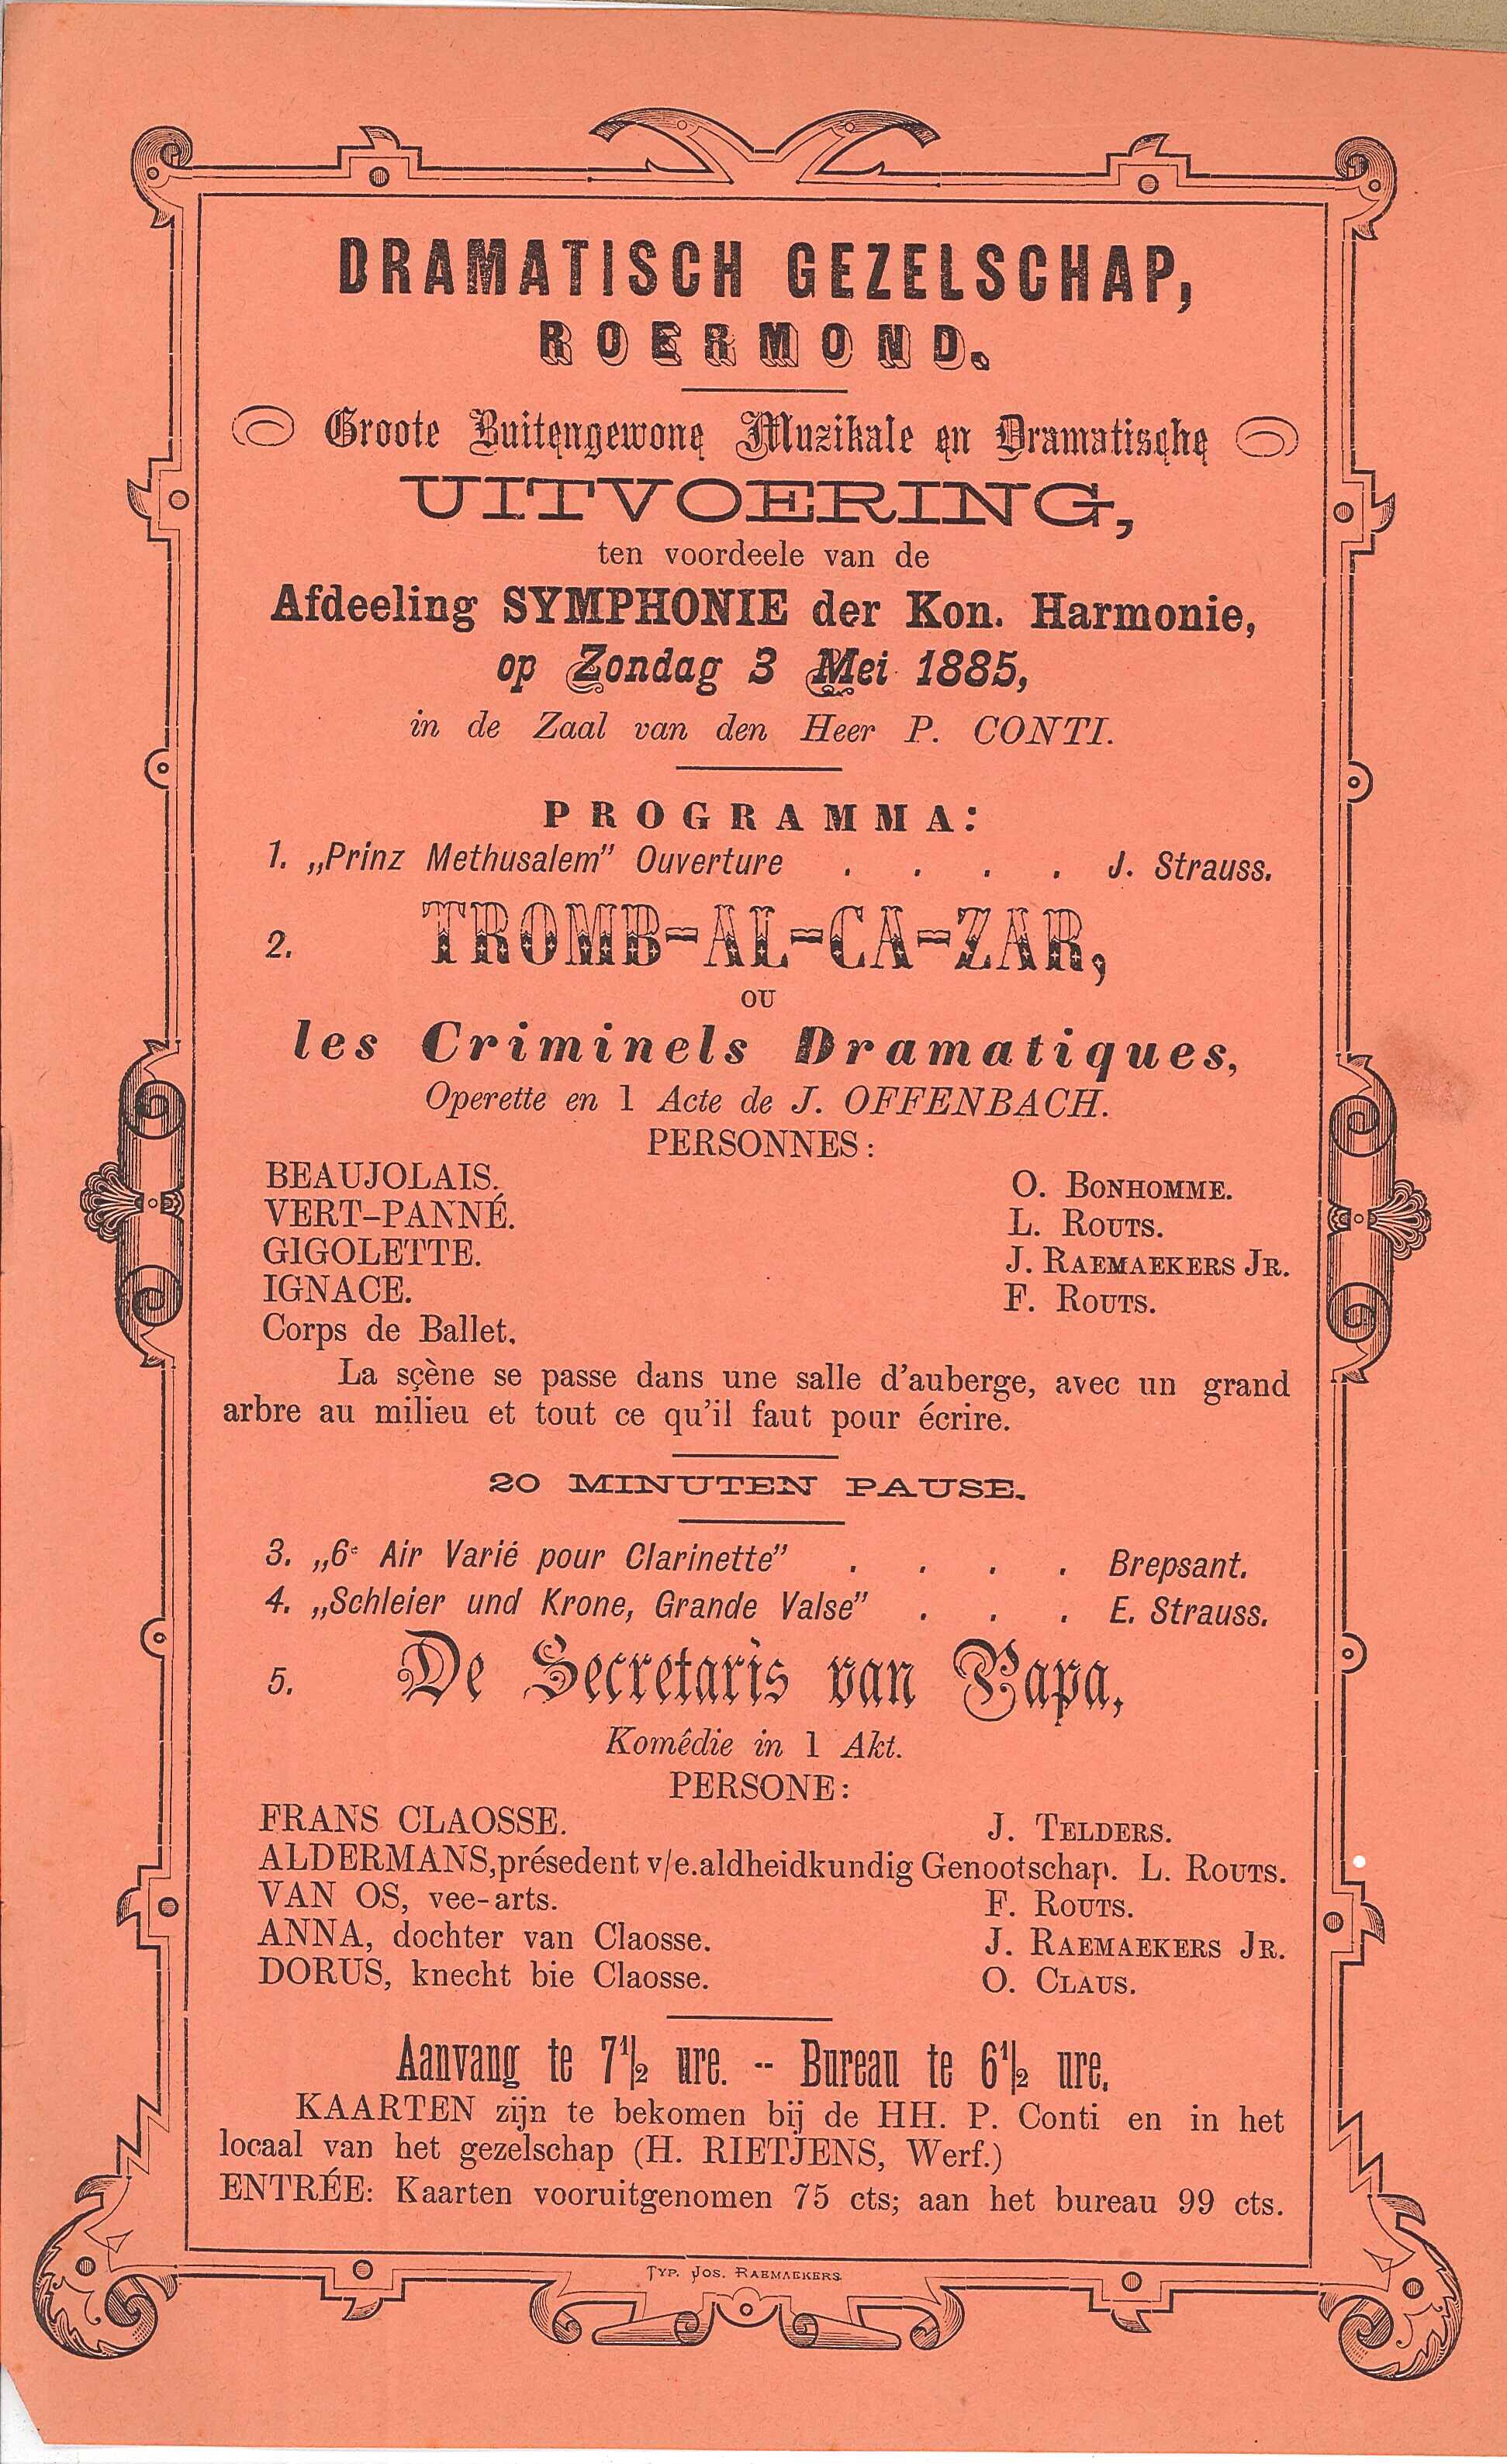 DRAMATISCH GEZELSCHAP,
ROERMOND.
Groote Buitengewone Muzikale en Dramatische
UITVOERING,
ten voordeele van de
Afdeeling SYMPHONIE der Kon. Harmonie,
op Zondag 3 Mei 1885,
in de Zaal van den Heer P. CONTI.
PROGRAMMA:
1. „Prinz Methusalem” Ouverture . . . . J. Strauss.
2. TROMB-AL-CA-ZAR,
OU
les Criminels Dramatiques,
Operette en 1 Acte de J. OFFENBACH.
PERSONNES:
BEAUJOLAIS. O. BONHOMME.
VERT-PANNÉ. L. ROUTS.
GIGOLETTE. J. RAEMAEKERS JR.
IGNACE. F. ROUTS.
Corps de Ballet.
La sçène se passe dans une salle d'auberge, avec un grand
arbre au milieu et tout ce qu'il faut pour écrire.
20 MINUTEN PAUSE.
3. „6e Air Varié pour Clarinette” . . . . Brepsant.
4. „Schleier und Krone, Grande Valse” . . . E. Strauss.
5. De Secretaris van Papa,
Komêdie in 1 Akt.
PERSONE:
FRANS CLAOSSE. J. TELDERS.
ALDERMANS,présedent v/e.aldheidkundig Genootschap. L. ROUTS.
VAN OS, vee-arts. F. ROUTS.
ANNA, dochter van Claosse. J. RAEMAEKERS JR.
DORUS, knecht bie Claosse. O. CLAUS.
Aanvang te 7 1/2 ure. -- Bureau te 6 1/2 ure.
KAARTEN zijn te bekomen bij de HH. P. Conti en in het
locaal van het gezelschap (H. RIETJENS, Werf.)
ENTRÉE: Kaarten vooruitgenomen 75 cts; aan het bureau 99 cts.
TYP. JOS. RAEMAEKERS